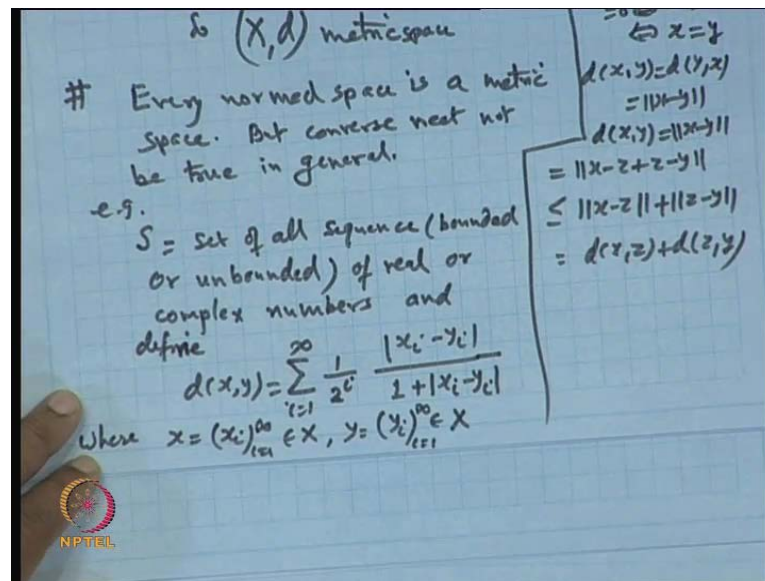 so (X,d) metric space
# Every normed space is a metric
space. But converse neet not
be true in general.
e.g.
S = set of all sequence (bounded
or unbounded) of real or
complex numbers and
define
d(x,y) = ∞ Σ i=1 1/2^i |x_i - y_i| / 1 + |x_i - y_i|
where x = (x_i)_{i=1}^∞ ∈ X, y = (y_i)_{i=1}^∞ ∈ X
⇔ x = y
d(x,y) = d(y,x)
= ||x-y||
d(x,y) = ||x-y||
= ||x-z+z-y||
≤ ||x-z|| + ||z-y||
= d(x,z) + d(z,y)
NPTEL